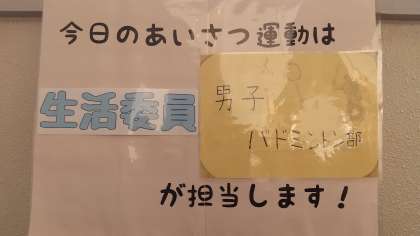 今日のあいさつ運動は
生活委員
男子
バドミントン部
が担当します!